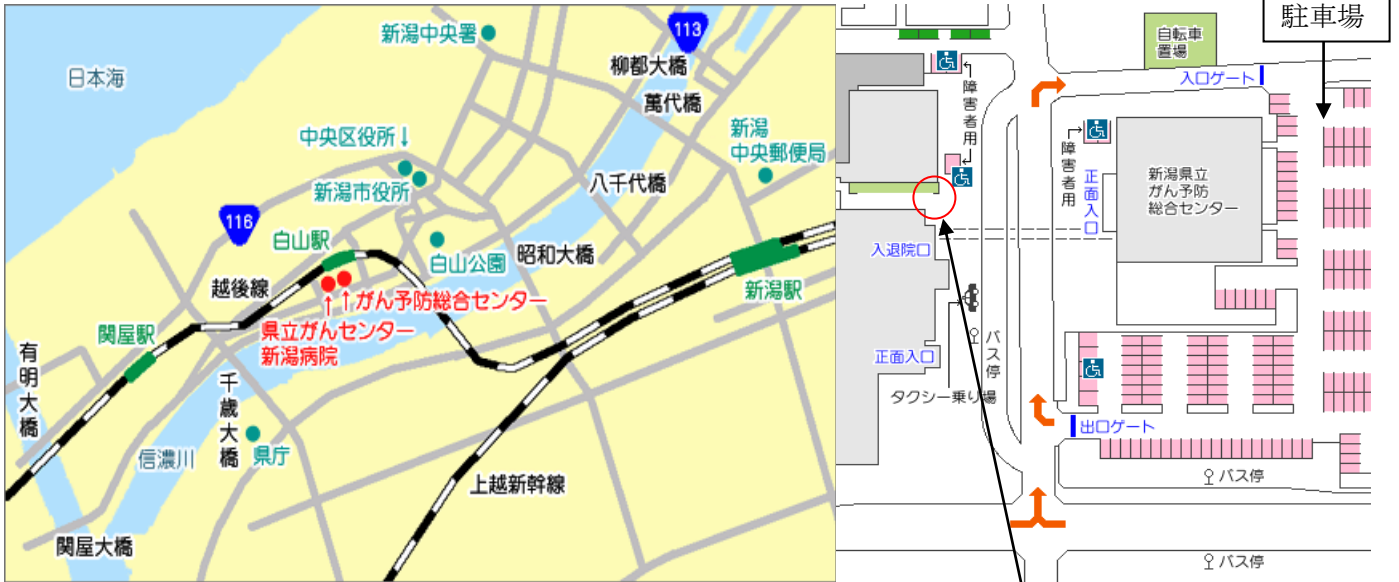 新潟中央署
113
日本海
柳都大橋
萬代橋
新潟
中央郵便局
中央区役所↓
新潟市役所
八千代橋
116
白山駅
白山公園
昭和大橋
越後線
↑がん予防総合センター
新潟駅
↑
県立がんセンター
新潟病院
関屋駅
有明大橋
千歳大橋
信濃川
県庁
上越新幹線
関屋大橋
駐車場
自転車
置場
入口ゲート
障害者用
障害者用
新潟県立
がん予防
総合センター
正面入口
入退院口
バス停
正面入口
タクシー乗り場
出口ゲート
バス停
バス停